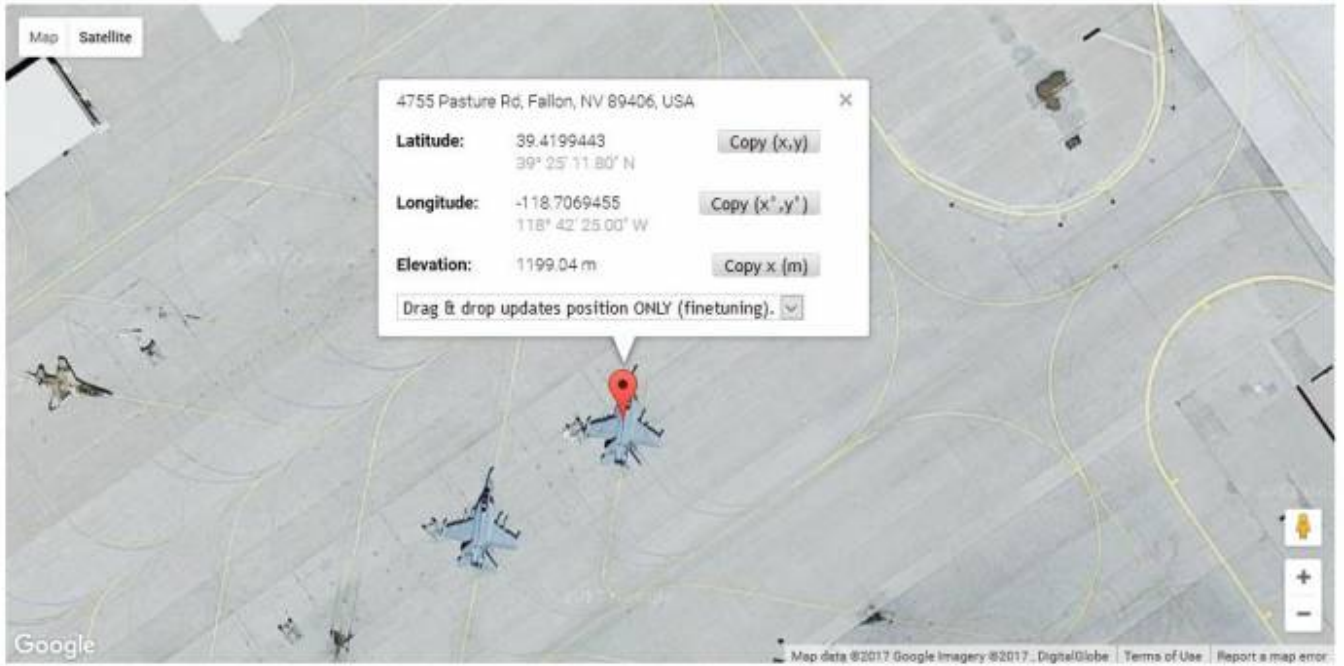 Map Satellite
4755 Pasture Rd, Fallon, NV 89406, USA ×
Latitude: 39.4199443 Copy (x,y)
39° 25' 11.80" N
Longitude: -118.7069455 Copy (x°,y°)
118° 42' 25.00" W
Elevation: 1199.04 m Copy x (m)
Drag & drop updates position ONLY (finetuning).
+
−
Google
Map data ©2017 Google Imagery ©2017 , DigitalGlobe Terms of Use Report a map error